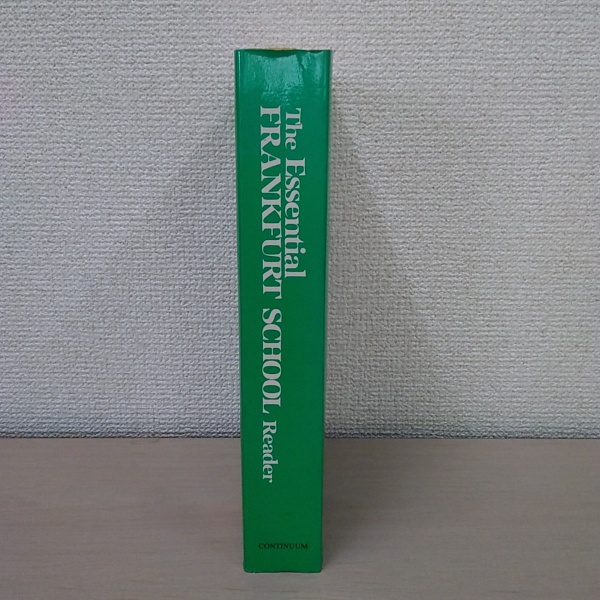 The Essential
FRANKFURT SCHOOL Reader
CONTINUUM